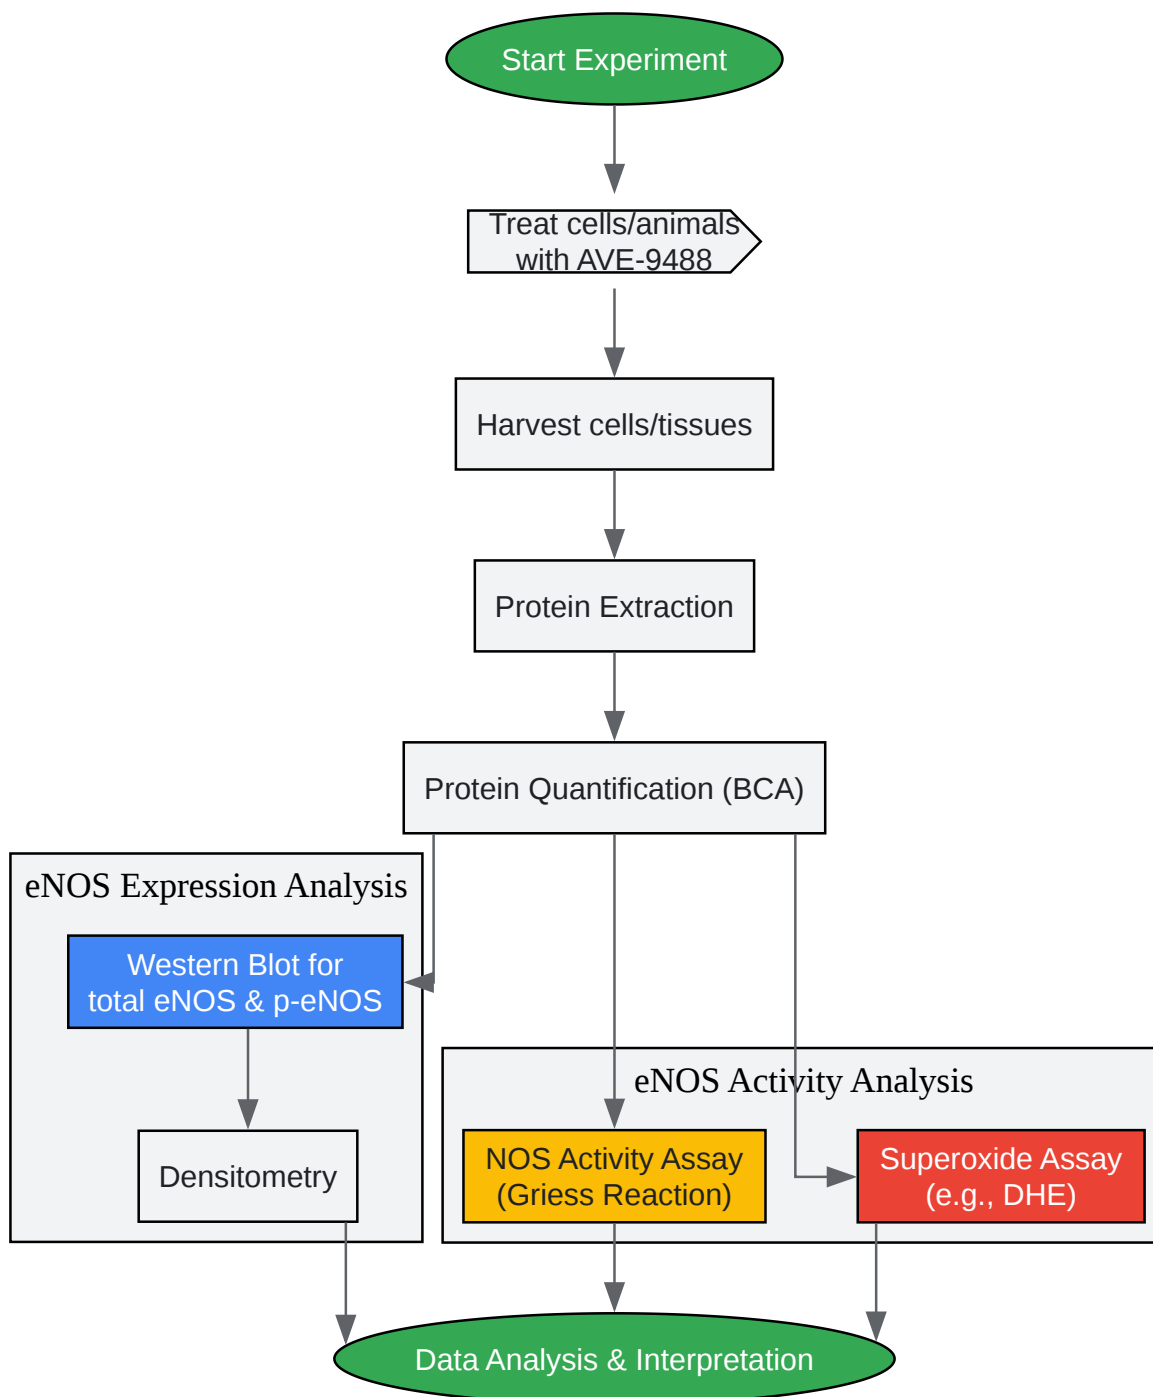 Start Experiment
Treat cells/animals
with AVE-9488
Harvest cells/tissues
Protein Extraction
Protein Quantification (BCA)
eNOS Expression Analysis
Western Blot for
total eNOS & p-eNOS
Densitometry
eNOS Activity Analysis
NOS Activity Assay
(Griess Reaction)
Superoxide Assay
(e.g., DHE)
Data Analysis & Interpretation